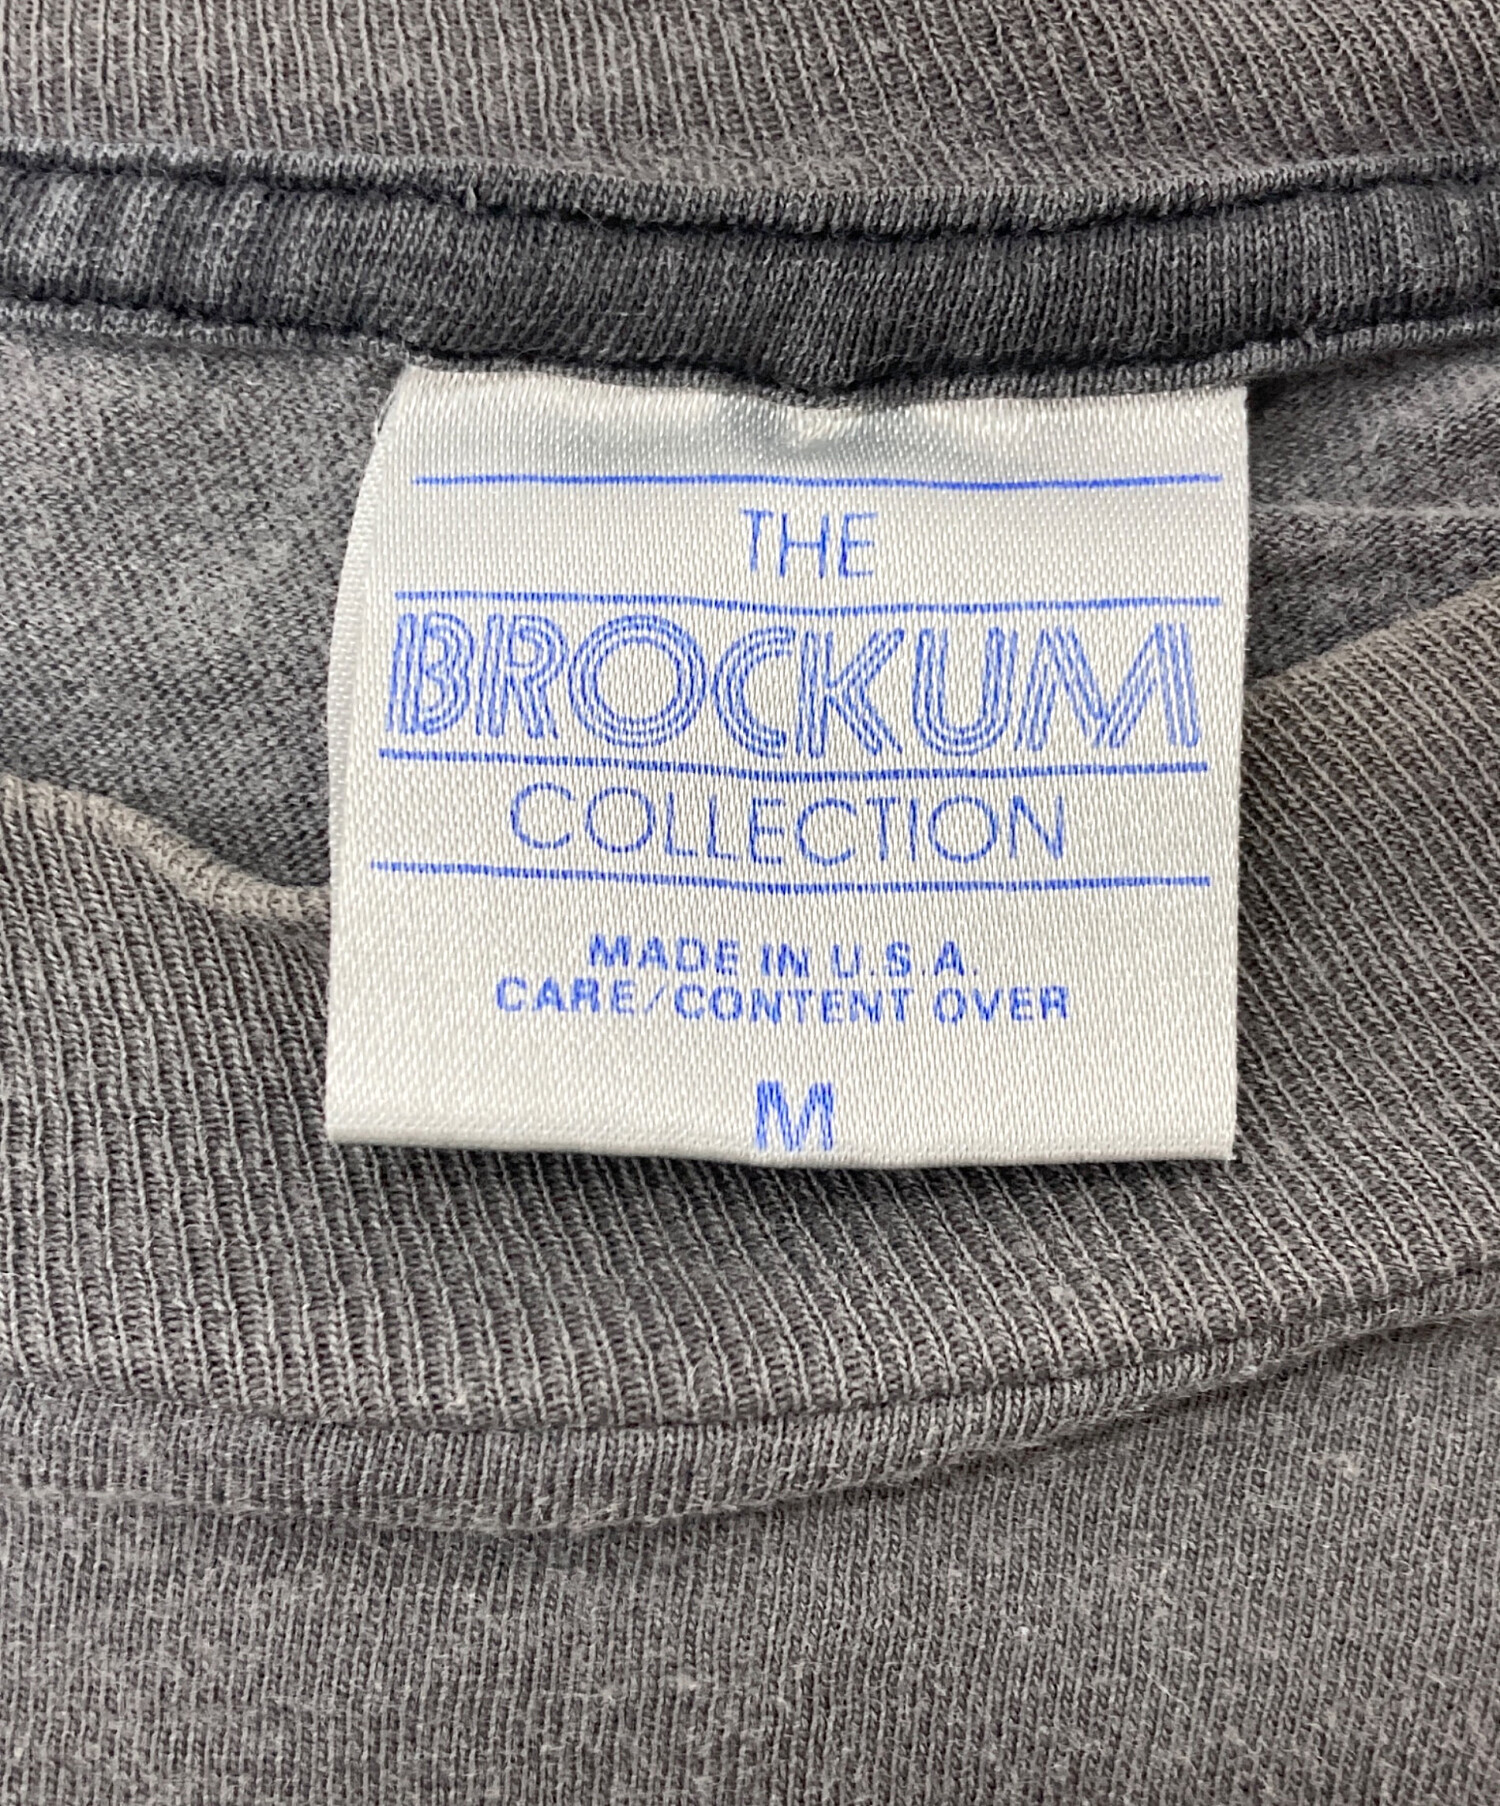 THE
BROCKUM
COLLECTION
MADE IN U.S.A.
CARE/CONTENT OVER
M